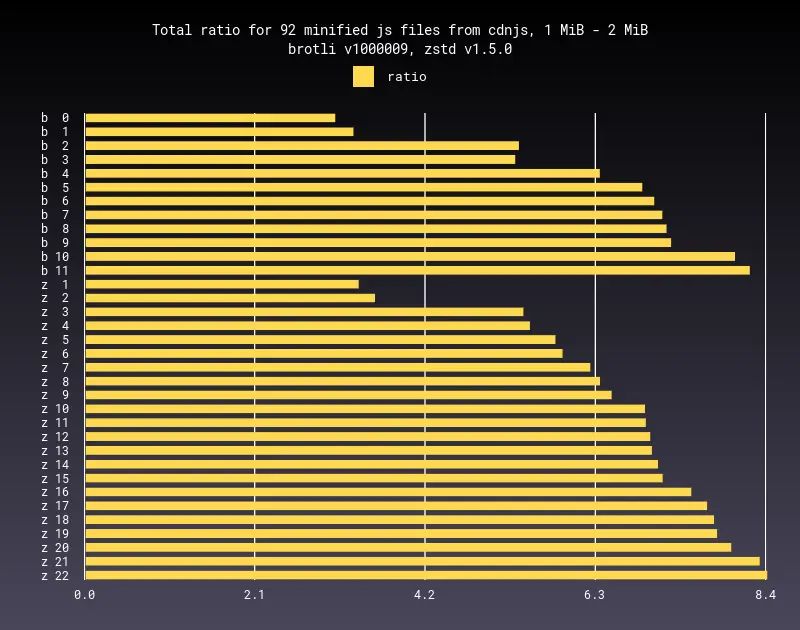 Total ratio for 92 minified js files from cdnjs, 1 MiB - 2 MiB
brotli v1000009, zstd v1.5.0
ratio
b 0
b 1
b 2
b 3
b 4
b 5
b 6
b 7
b 8
b 9
b 10
b 11
z 1
z 2
z 3
z 4
z 5
z 6
z 7
z 8
z 9
z 10
z 11
z 12
z 13
z 14
z 15
z 16
z 17
z 18
z 19
z 20
z 21
z 22
0.0 2.1 4.2 6.3 8.4